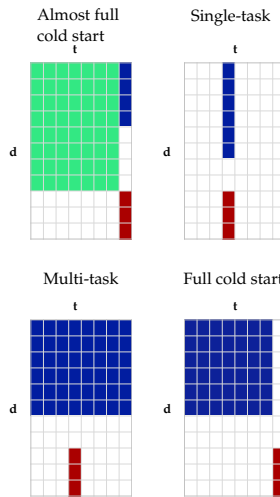 Almost full
cold start
t
d
Single-task
t
d
Multi-task
t
d
Full cold start
t
d